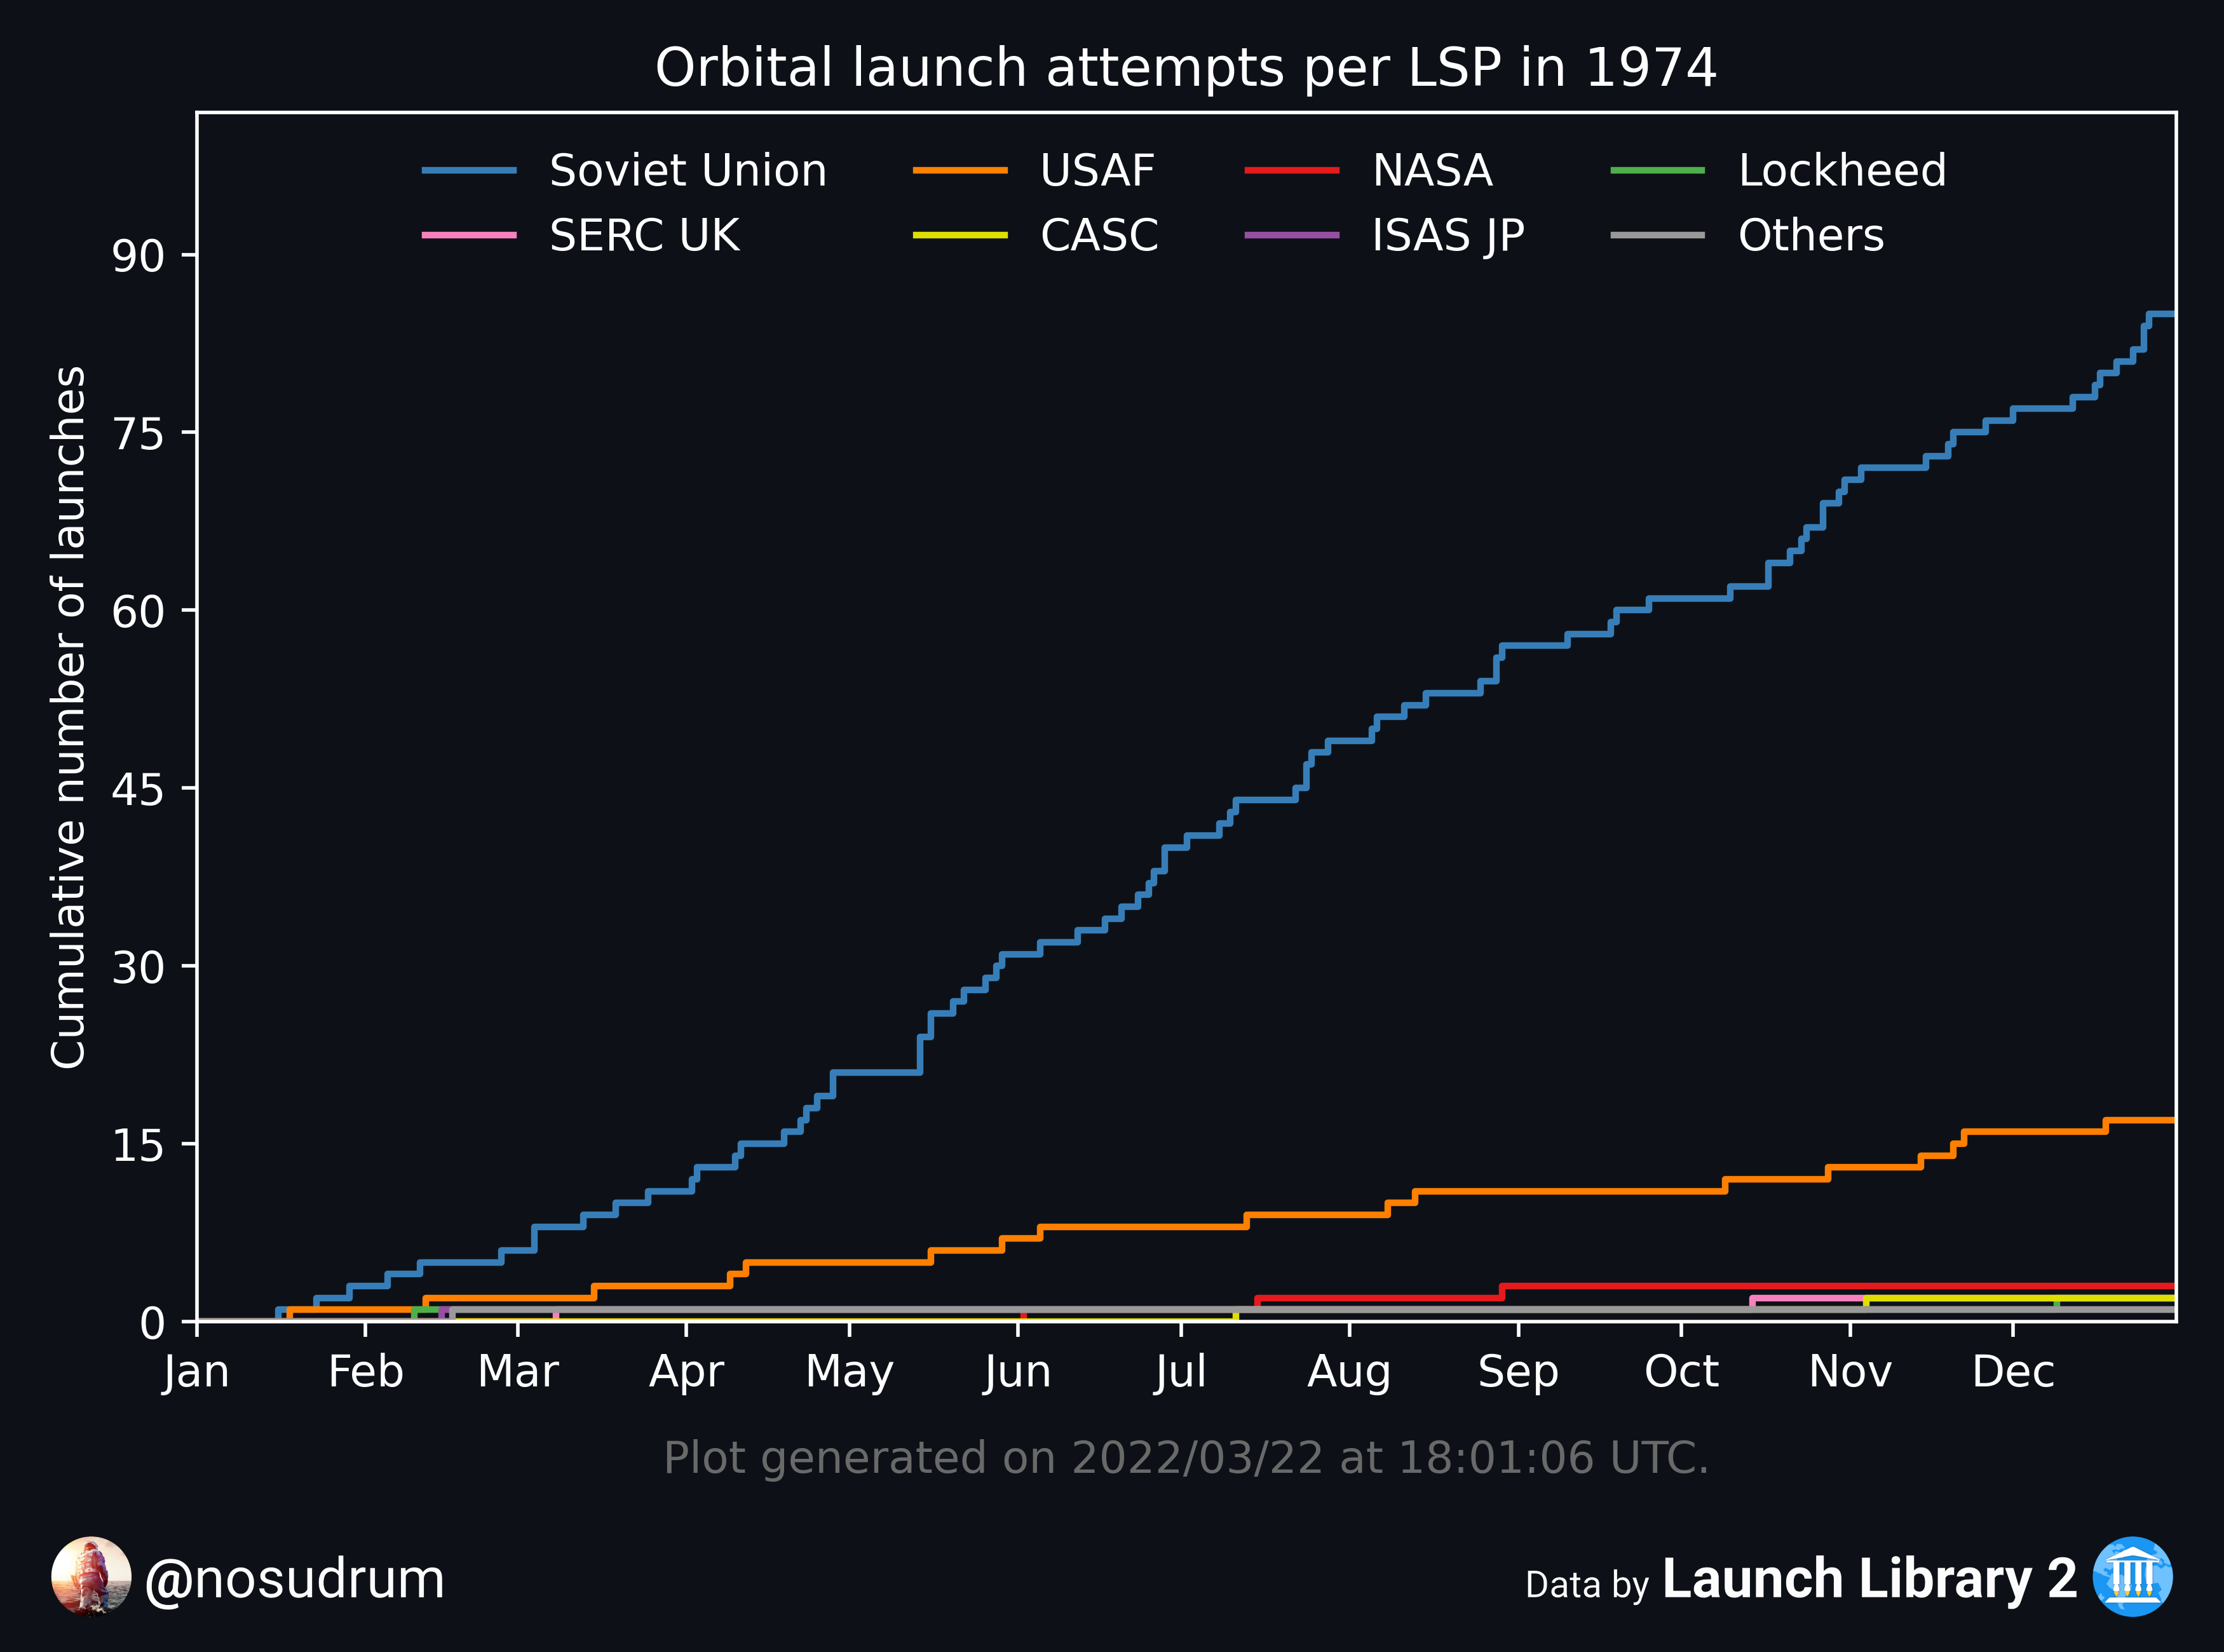 Orbital launch attempts per LSP in 1974
Soviet Union USAF NASA Lockheed
SERC UK CASC ISAS JP Others
Cumulative number of launches
90
75
60
45
30
15
0
Jan Feb Mar Apr May Jun Jul Aug Sep Oct Nov Dec
Plot generated on 2022/03/22 at 18:01:06 UTC.
@nosudrum
Data by Launch Library 2